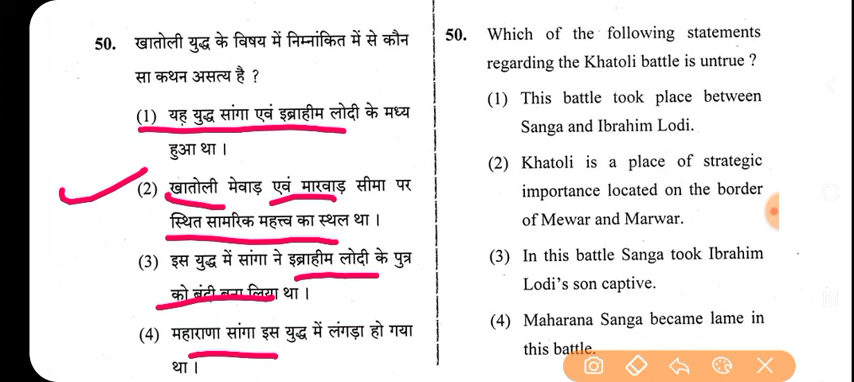 50. खातोली युद्ध के विषय में निम्नांकित में से कौन
सा कथन असत्य है ?
(1) यह युद्ध सांगा एवं इब्राहीम लोदी के मध्य
हुआ था ।
(2) खातोली मेवाड़ एवं मारवाड़ सीमा पर
स्थित सामरिक महत्त्व का स्थल था ।
(3) इस युद्ध में सांगा ने इब्राहीम लोदी के पुत्र
को बंदी बना लिया था ।
(4) महाराणा सांगा इस युद्ध में लंगड़ा हो गया
था ।
50. Which of the following statements
regarding the Khatoli battle is untrue ?
(1) This battle took place between
Sanga and Ibrahim Lodi.
(2) Khatoli is a place of strategic
importance located on the border
of Mewar and Marwar.
(3) In this battle Sanga took Ibrahim
Lodi's son captive.
(4) Maharana Sanga became lame in
this battle.